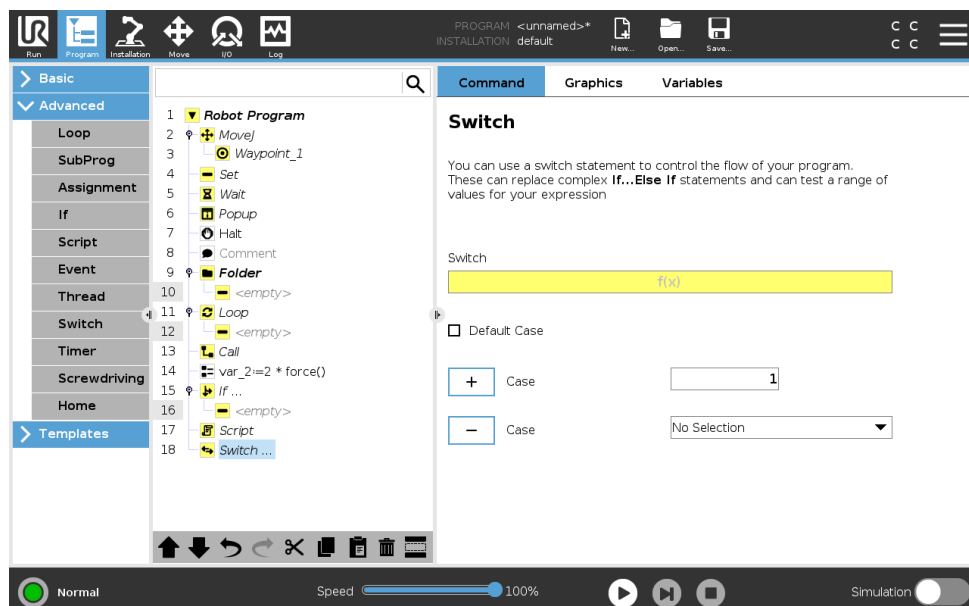 PROGRAM <unnamed>*
INSTALLATION default
UR
Run
Program
Installation
Move
I/O
Log
New...
Open...
Save...
C C
C C
Basic
Advanced
Loop
SubProg
Assignment
If
Script
Event
Thread
Switch
Timer
Screwdriving
Home
Templates
1 Robot Program
2 MoveJ
3 Waypoint_1
4 Set
5 Wait
6 Popup
7 Halt
8 Comment
9 Folder
10 <empty>
11 Loop
12 <empty>
13 Call
14 var_2:=2 * force()
15 If ...
16 <empty>
17 Script
18 Switch ...
Command Graphics Variables
Switch
You can use a switch statement to control the flow of your program.
These can replace complex If...Else If statements and can test a range of
values for your expression
Switch
f(x)
Default Case
+ Case 1
− Case No Selection
Normal
Speed 100%
Simulation